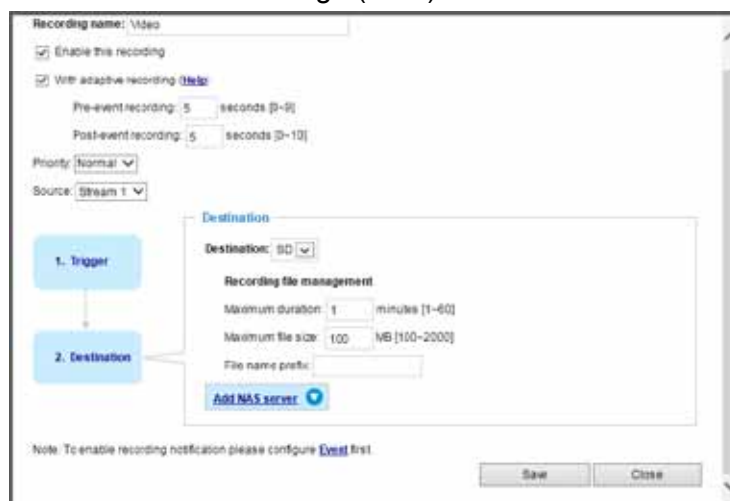 Recording name: Video
Enable this recording
With adaptive recording (Help
Pre-event recording: 5 seconds [0~9]
Post-event recording: 5 seconds [0~10]
Priority: Normal
Source: Stream 1
1. Trigger
2. Destination
Destination
Destination: SD
Recording file management
Maximum duration: 1 minutes [1~60]
Maximum file size: 100 MB [100~2000]
File name prefix:
Add NAS server
Note: To enable recording notification please configure Event first.
Save Close